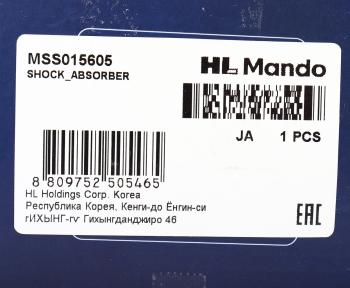 MSS015605
SHOCK_ABSORBER
HL Mando
JA 1 PCS
8 809752 505465
HL Holdings Corp. Korea
Республика Корея, Кенги-до Ёнгин-си
гИХЫНГ-гу Гихынгданджиро 46
EAC